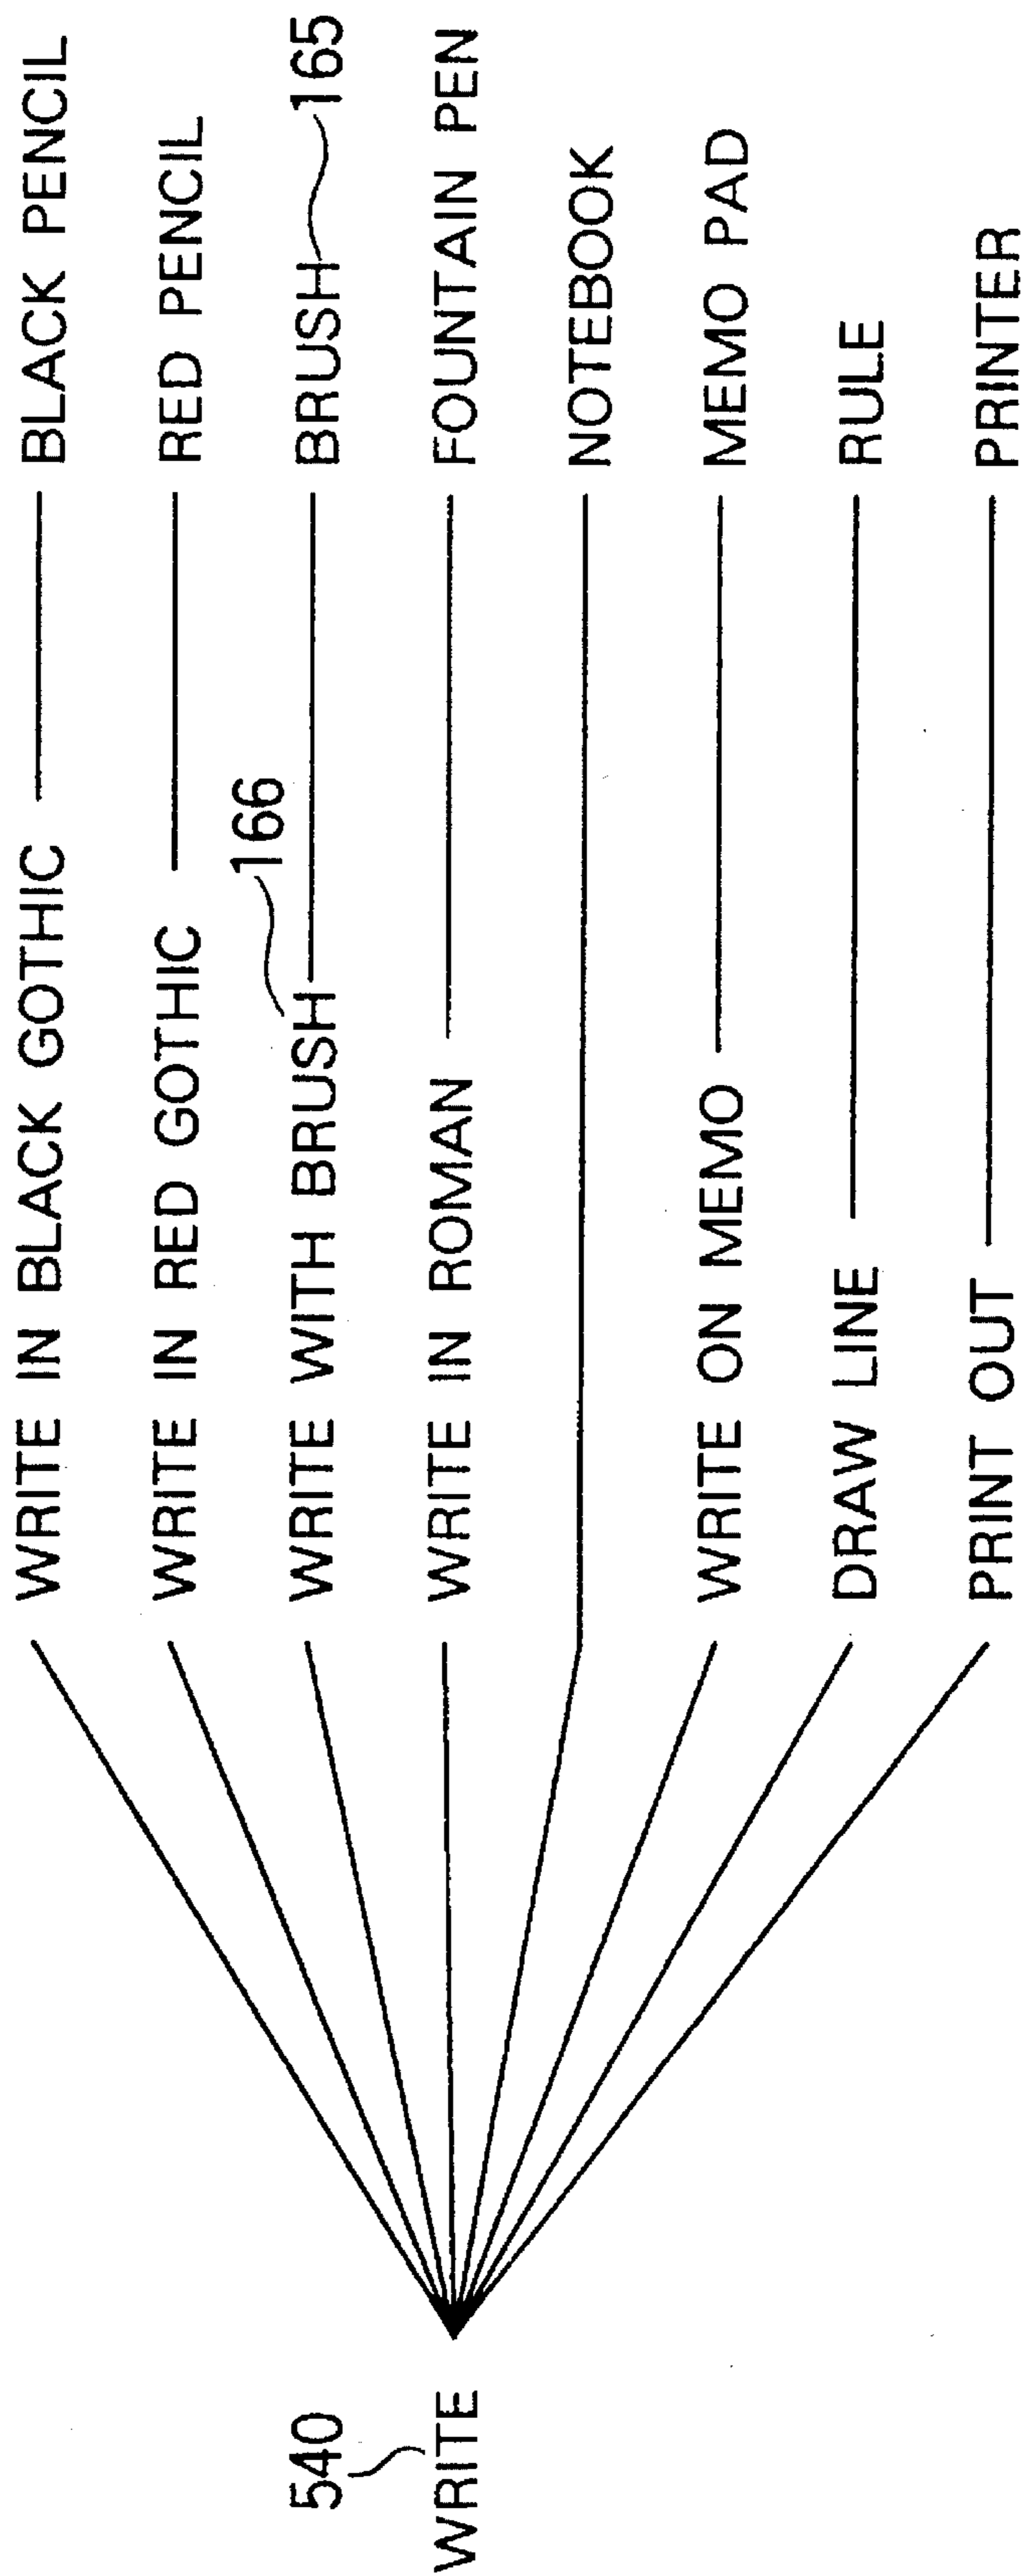 WRITE IN BLACK GOTHIC BLACK PENCIL
WRITE IN RED GOTHIC RED PENCIL
166
165
WRITE WITH BRUSH BRUSH
540
WRITE
WRITE IN ROMAN FOUNTAIN PEN
NOTEBOOK
WRITE ON MEMO MEMO PAD
DRAW LINE RULE
PRINT OUT PRINTER